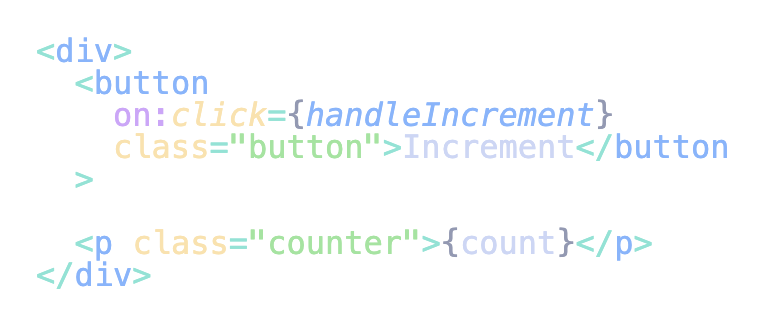 <div>
  <button
    on:click={handleIncrement}
    class="button">Increment</button
  >

  <p class="counter">{count}</p>
</div>